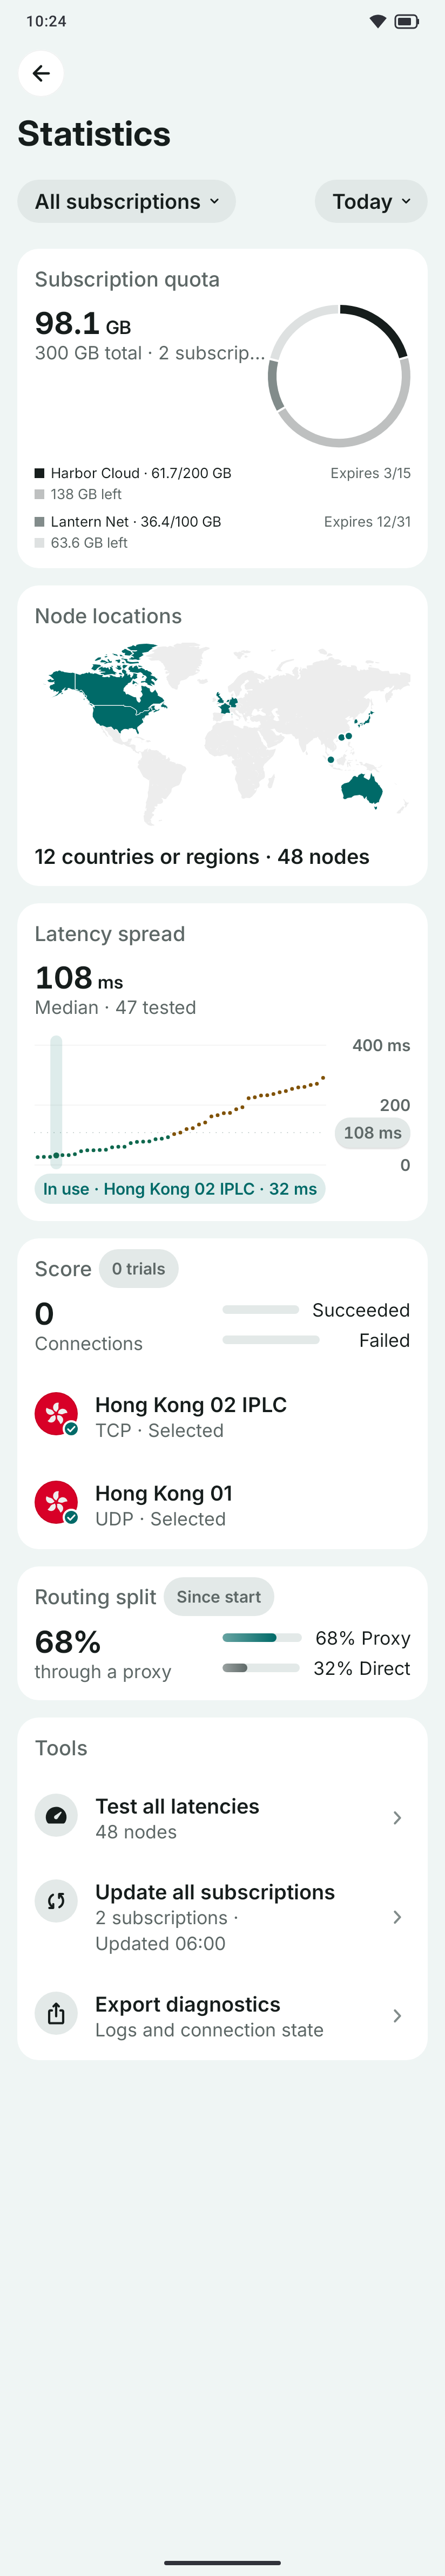 10:24
Statistics
All subscriptions
Today
Subscription quota
98.1 GB
300 GB total · 2 subscrip...
Harbor Cloud · 61.7/200 GB
Expires 3/15
138 GB left
Lantern Net · 36.4/100 GB
Expires 12/31
63.6 GB left
Node locations
12 countries or regions · 48 nodes
Latency spread
108 ms
Median · 47 tested
400 ms
200
108 ms
0
In use · Hong Kong 02 IPLC · 32 ms
Score
0 trials
0
Connections
Succeeded
Failed
Hong Kong 02 IPLC
TCP · Selected
Hong Kong 01
UDP · Selected
Routing split
Since start
68%
through a proxy
68% Proxy
32% Direct
Tools
Test all latencies
48 nodes
Update all subscriptions
2 subscriptions ·
Updated 06:00
Export diagnostics
Logs and connection state